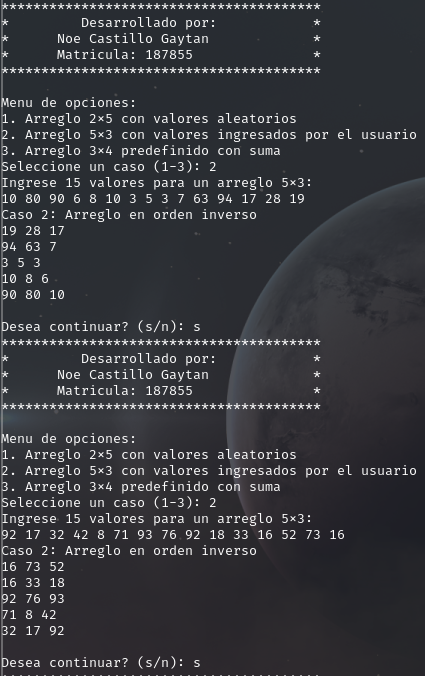 ****************************************
*         Desarrollado por:            *
*      Noe Castillo Gaytan             *
*      Matricula: 187855               *
****************************************
Menu de opciones:
1. Arreglo 2×5 con valores aleatorios
2. Arreglo 5×3 con valores ingresados por el usuario
3. Arreglo 3×4 predefinido con suma
Seleccione un caso (1-3): 2
Ingrese 15 valores para un arreglo 5×3:
10 80 90 6 8 10 3 5 3 7 63 94 17 28 19
Caso 2: Arreglo en orden inverso
19 28 17
94 63 7
3 5 3
10 8 6
90 80 10
Desea continuar? (s/n): s
****************************************
*         Desarrollado por:            *
*      Noe Castillo Gaytan             *
*      Matricula: 187855               *
****************************************
Menu de opciones:
1. Arreglo 2×5 con valores aleatorios
2. Arreglo 5×3 con valores ingresados por el usuario
3. Arreglo 3×4 predefinido con suma
Seleccione un caso (1-3): 2
Ingrese 15 valores para un arreglo 5×3:
92 17 32 42 8 71 93 76 92 18 33 16 52 73 16
Caso 2: Arreglo en orden inverso
16 73 52
16 33 18
92 76 93
71 8 42
32 17 92
Desea continuar? (s/n): s